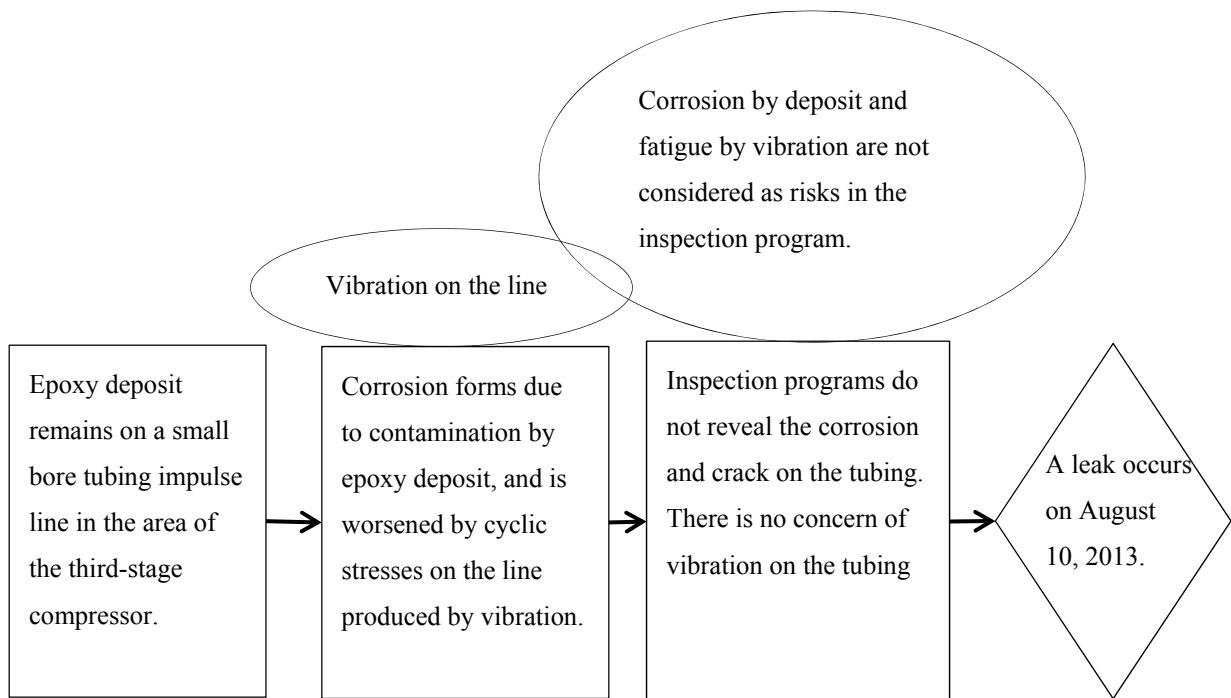 Corrosion by deposit and
fatigue by vibration are not
considered as risks in the
inspection program.
Vibration on the line
Epoxy deposit
remains on a small
bore tubing impulse
line in the area of
the third-stage
compressor.
Corrosion forms due
to contamination by
epoxy deposit, and is
worsened by cyclic
stresses on the line
produced by vibration.
Inspection programs do
not reveal the corrosion
and crack on the tubing.
There is no concern of
vibration on the tubing
A leak occurs
on August
10, 2013.